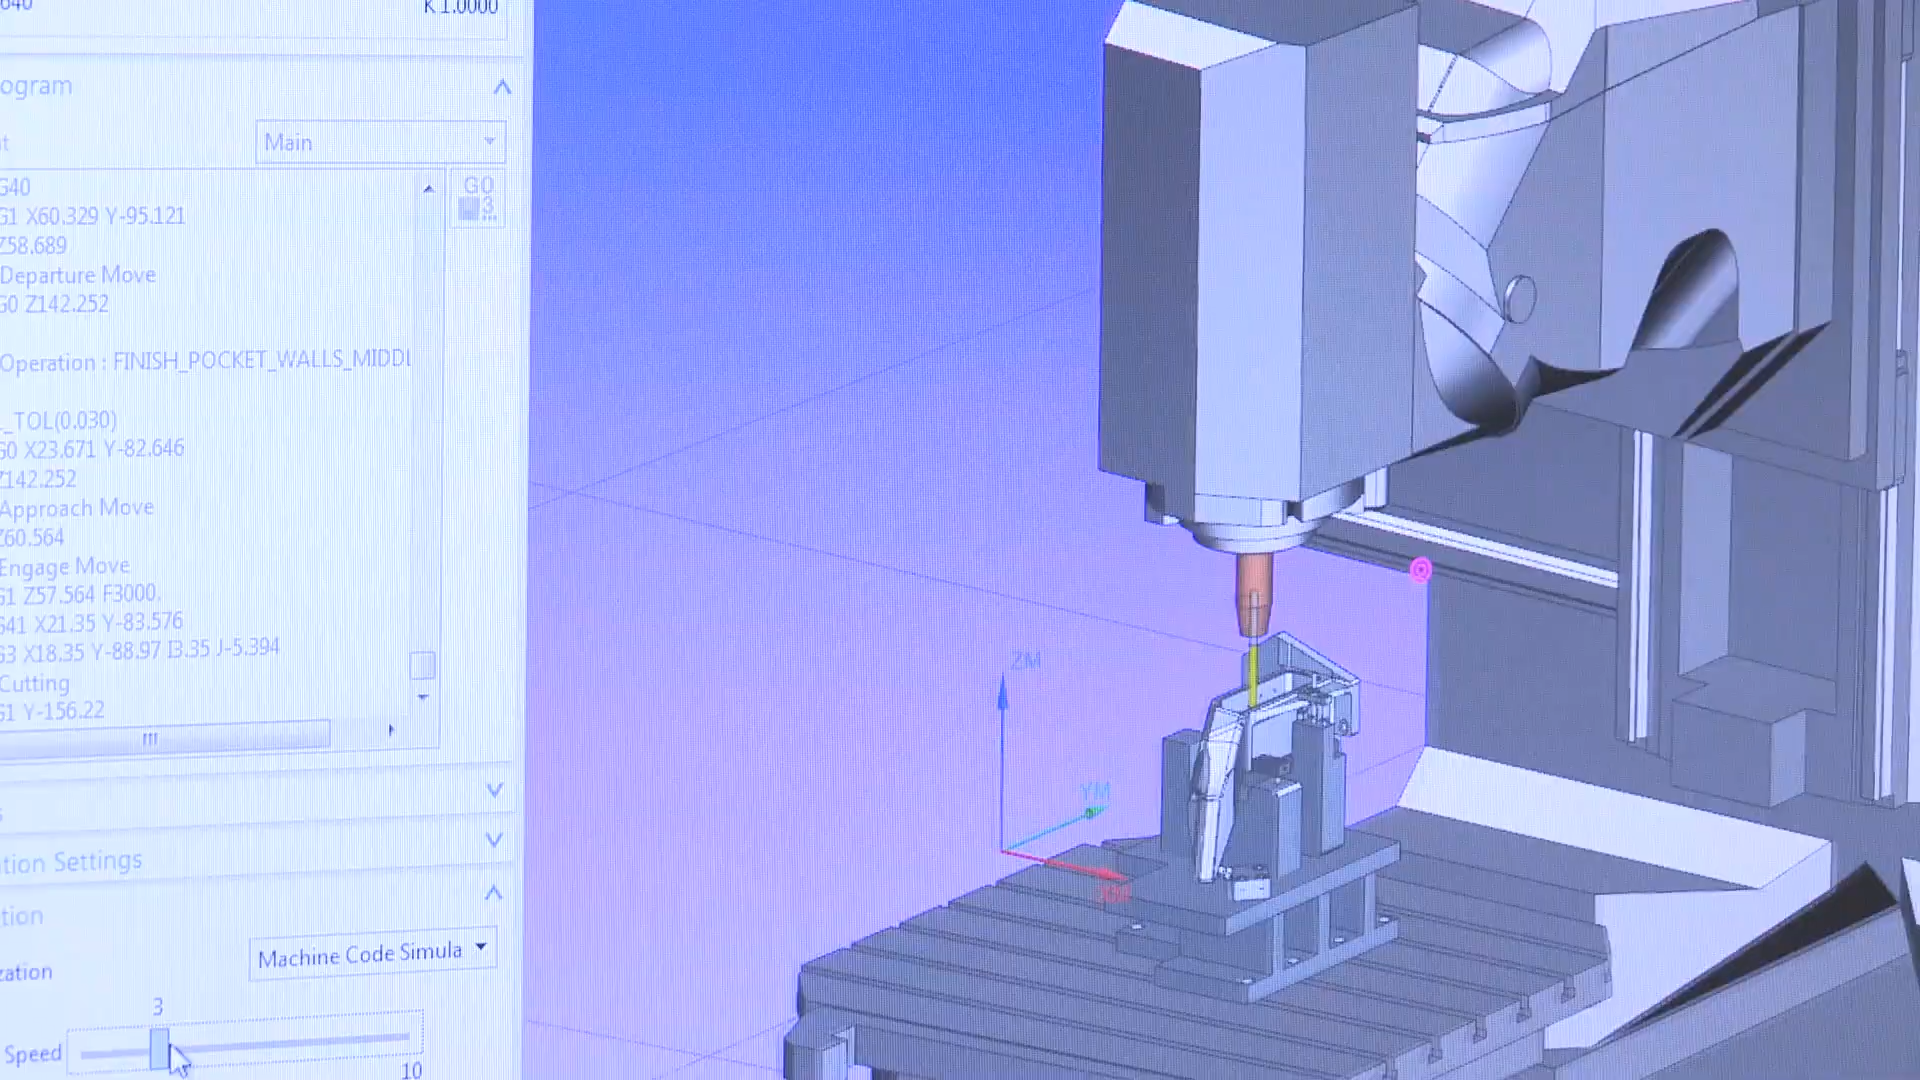 640
K 1.0000
ogram
Main
G40
G1 X60.329 Y-95.121
Z58.689
Departure Move
G0 Z142.252
Operation : FINISH_POCKET_WALLS_MIDDL
_TOL(0.030)
G0 X23.671 Y-82.646
Z142.252
Approach Move
Z60.564
Engage Move
G1 Z57.564 F3000.
G41 X21.35 Y-83.576
G3 X18.35 Y-88.97 I3.35 J-5.394
Cutting
G1 Y-156.22
G0
3...
tion Settings
tion
zation
Machine Code Simula
3
Speed
10
ZM
YM